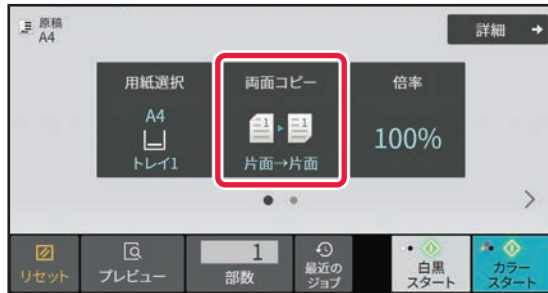 原稿
A4
詳細
用紙選択
A4
トレイ1
両面コピー
1 1
片面→片面
倍率
100%
リセット
プレビュー
1
部数
最近の
ジョブ
白黒
スタート
カラー
スタート